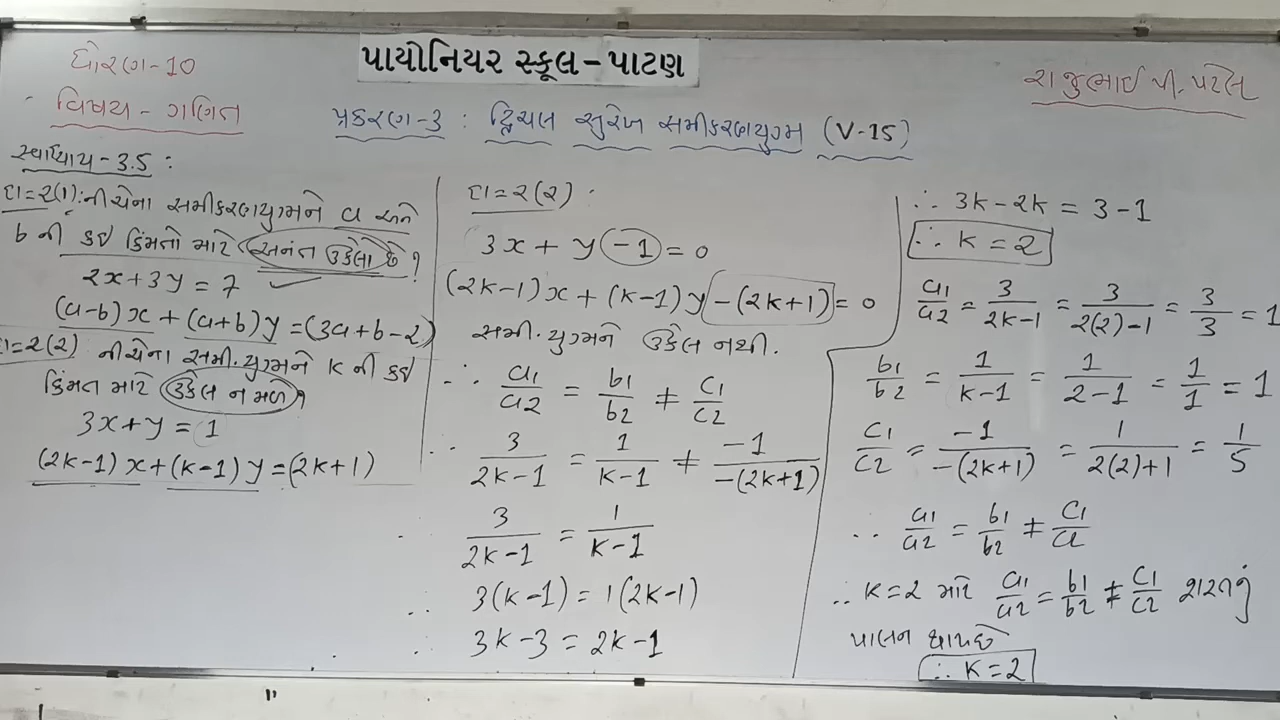 પાયોનિયર સ્કૂલ - પાટણ
ધોરણ-10
વિષય - ગણિત
રાજુભાઈ પી. પટેલ
પ્રકરણ-૩ : દ્વિચલ સુરેખ સમીકરણયુગ્મ (V-15)
સ્વાધ્યાય-3.5 :
દા=2(1): નીચેના સમીકરણયુગ્મને a અને
b ની કઇ કિંમતો માટે અનંત ઉકેલો છે ?
2x+3y = 7
(a-b)x + (a+b)y = (3a+b-2)
દા=2(2) નીચેના સમી.યુગ્મને K ની કઇ
કિંમત માટે ઉકેલ ન મળે ?
3x+y = 1
(2k-1)x+(k-1)y=(2k+1)
દા=2(2) :
3x + y - 1 = 0
(2k-1)x + (k-1)y - (2k+1) = 0
સમી.યુગ્મને ઉકેલ નથી.
∴ a1/a2 = b1/b2 ≠ c1/c2
∴ 3/2k-1 = 1/k-1 ≠ -1/-(2k+1)
3/2k-1 = 1/k-1
∴ 3(k-1) = 1(2k-1)
∴ 3k-3 = 2k-1
∴ 3k-2k = 3-1
∴ k = 2
a1/a2 = 3/2k-1 = 3/2(2)-1 = 3/3 = 1
b1/b2 = 1/k-1 = 1/2-1 = 1/1 = 1
c1/c2 = -1/-(2k+1) = 1/2(2)+1 = 1/5
∴ a1/a2 = b1/b2 ≠ c1/c
∴ k=2 માટે a1/a2 = b1/b2 ≠ c1/c2 શરતનું
પાલન થાય છે
∴ k=2